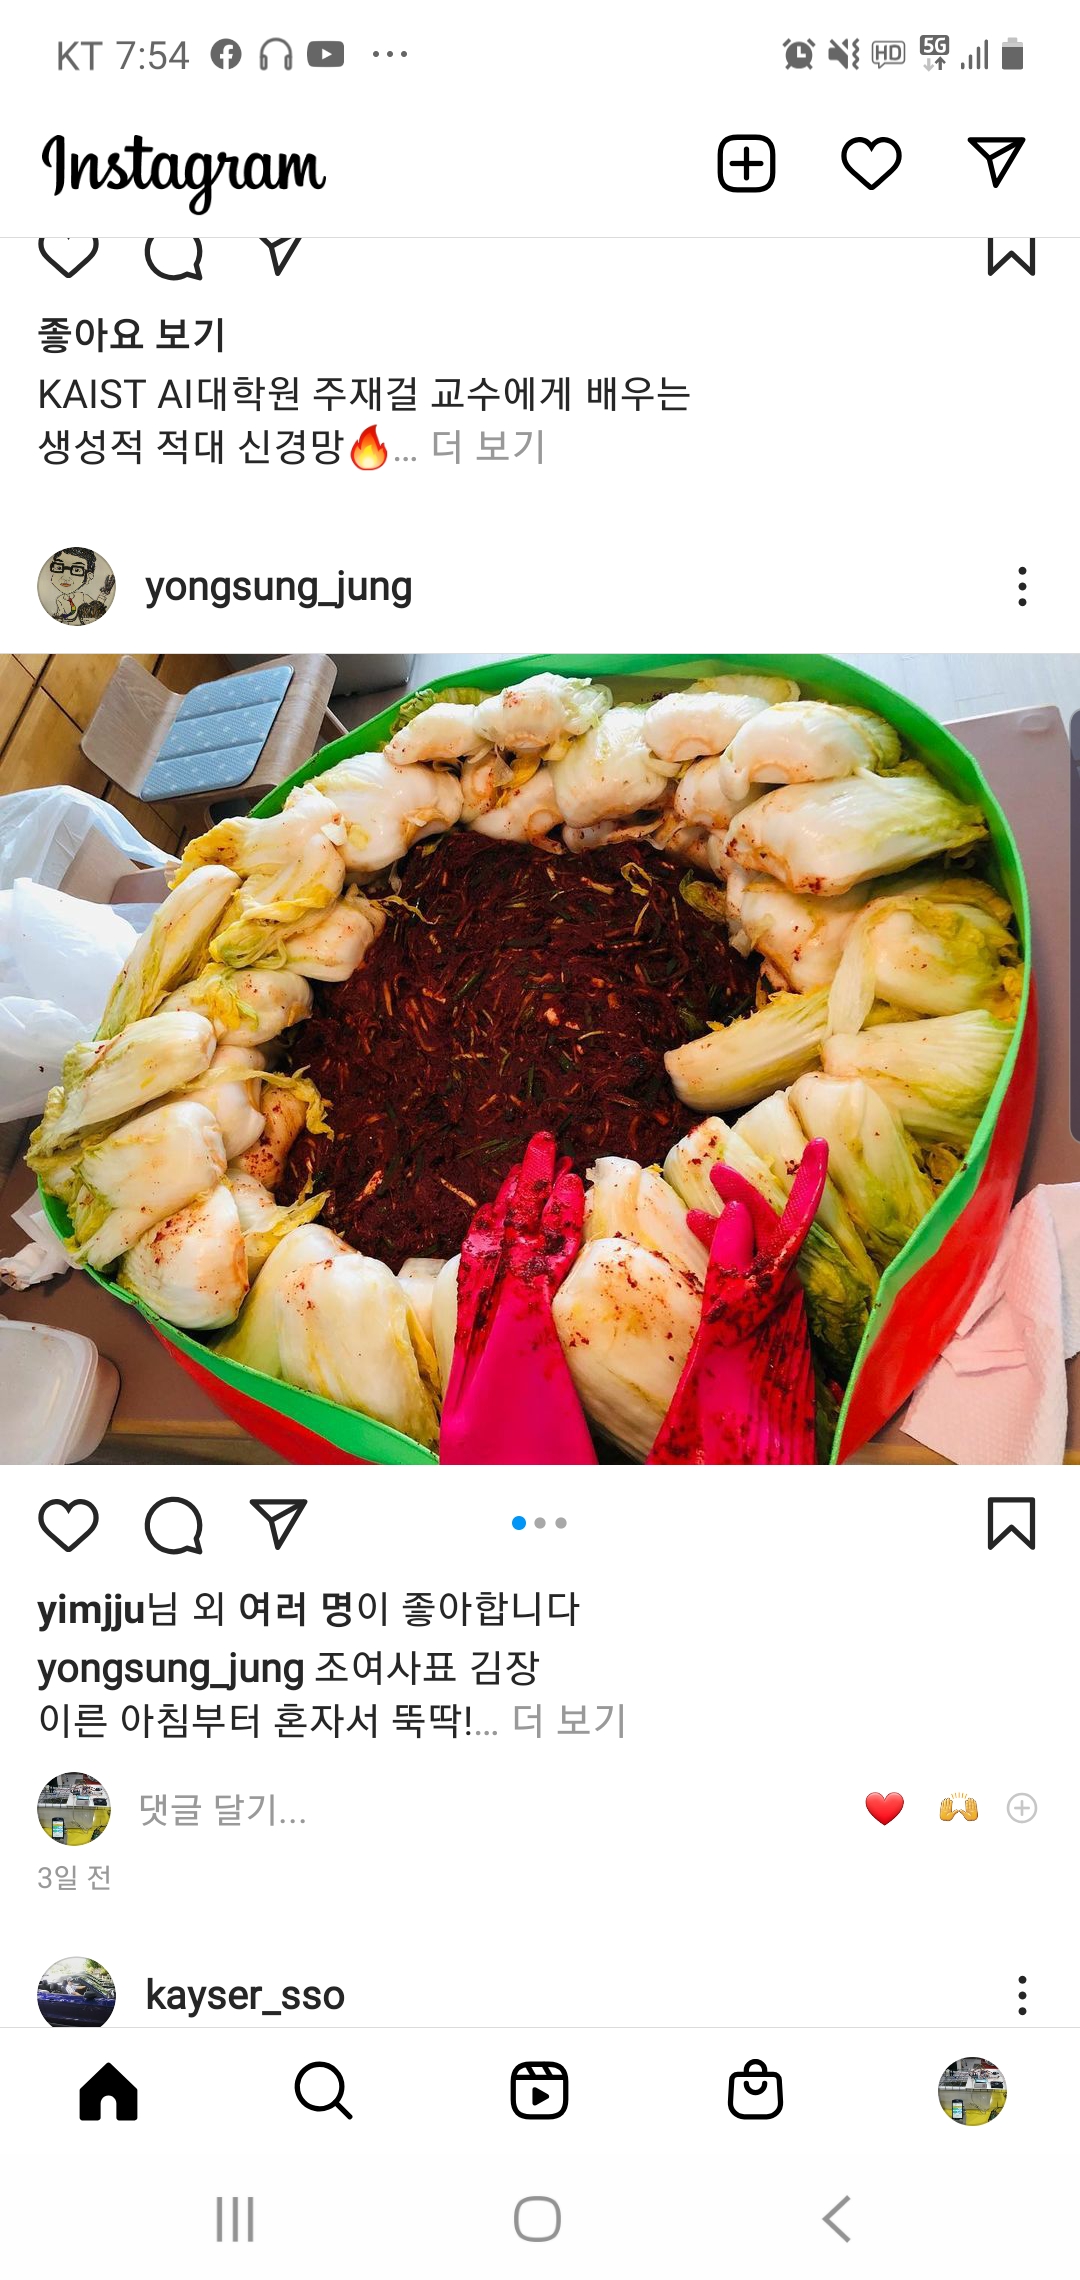 KT 7:54
HD 5G
Instagram
좋아요 보기
KAIST AI대학원 주재걸 교수에게 배우는
생성적 적대 신경망🔥... 더 보기
yongsung_jung
yimjju님 외 여러 명이 좋아합니다
yongsung_jung 조여사표 김장
이른 아침부터 혼자서 뚝딱!... 더 보기
댓글 달기...
3일 전
kayser_sso